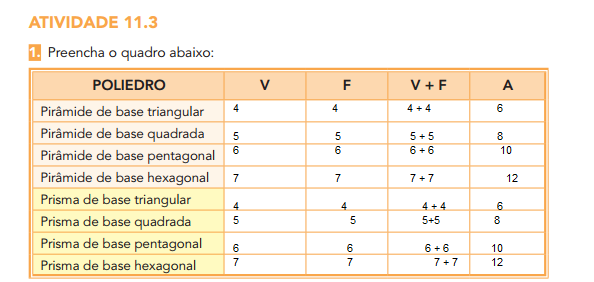 ATIVIDADE 11.3
1. Preencha o quadro abaixo:
POLIEDRO V F V + F A
Pirâmide de base triangular 4 4 4 + 4 6
Pirâmide de base quadrada 5 5 5 + 5 8
Pirâmide de base pentagonal 6 6 6 + 6 10
Pirâmide de base hexagonal 7 7 7 + 7 12
Prisma de base triangular 4 4 4 + 4 6
Prisma de base quadrada 5 5 5+5 8
Prisma de base pentagonal 6 6 6 + 6 10
Prisma de base hexagonal 7 7 7 + 7 12